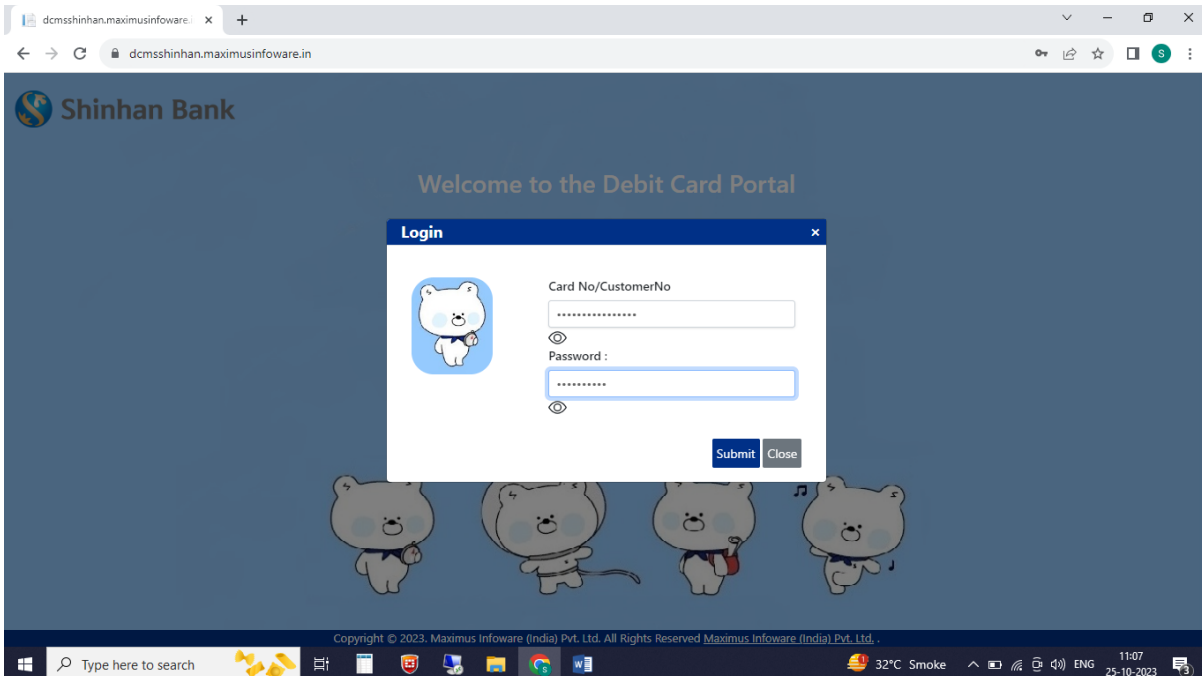 dcmsshinhan.maximusinfoware.i
dcmsshinhan.maximusinfoware.in
S
Shinhan Bank
Welcome to the Debit Card Portal
Login
Card No/CustomerNo
••••••••••••••••
Password :
••••••••••
Submit Close
Copyright © 2023. Maximus Infoware (India) Pvt. Ltd. All Rights Reserved Maximus Infoware (India) Pvt. Ltd. .
Type here to search
32°C Smoke
ENG
11:07
25-10-2023
3